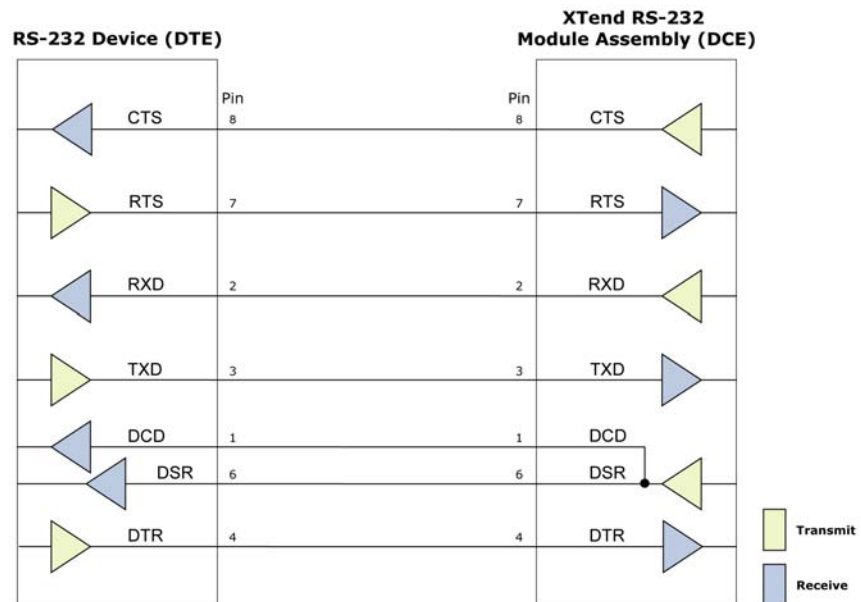 RS-232 Device (DTE)
XTend RS-232
Module Assembly (DCE)
Pin
Pin
CTS 8 8 CTS
RTS 7 7 RTS
RXD 2 2 RXD
TXD 3 3 TXD
DCD 1 1 DCD
DSR 6 6 DSR
DTR 4 4 DTR
Transmit
Receive